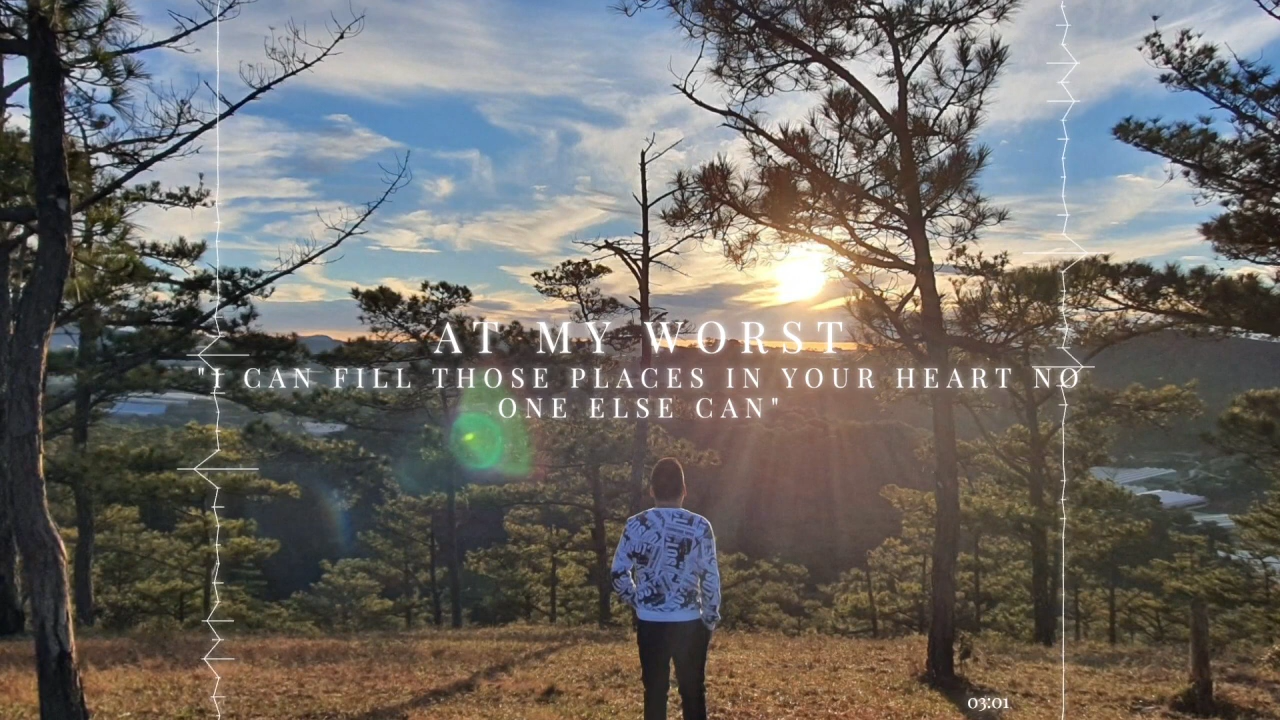 AT MY WORST
"I CAN FILL THOSE PLACES IN YOUR HEART NO
ONE ELSE CAN"
03:01